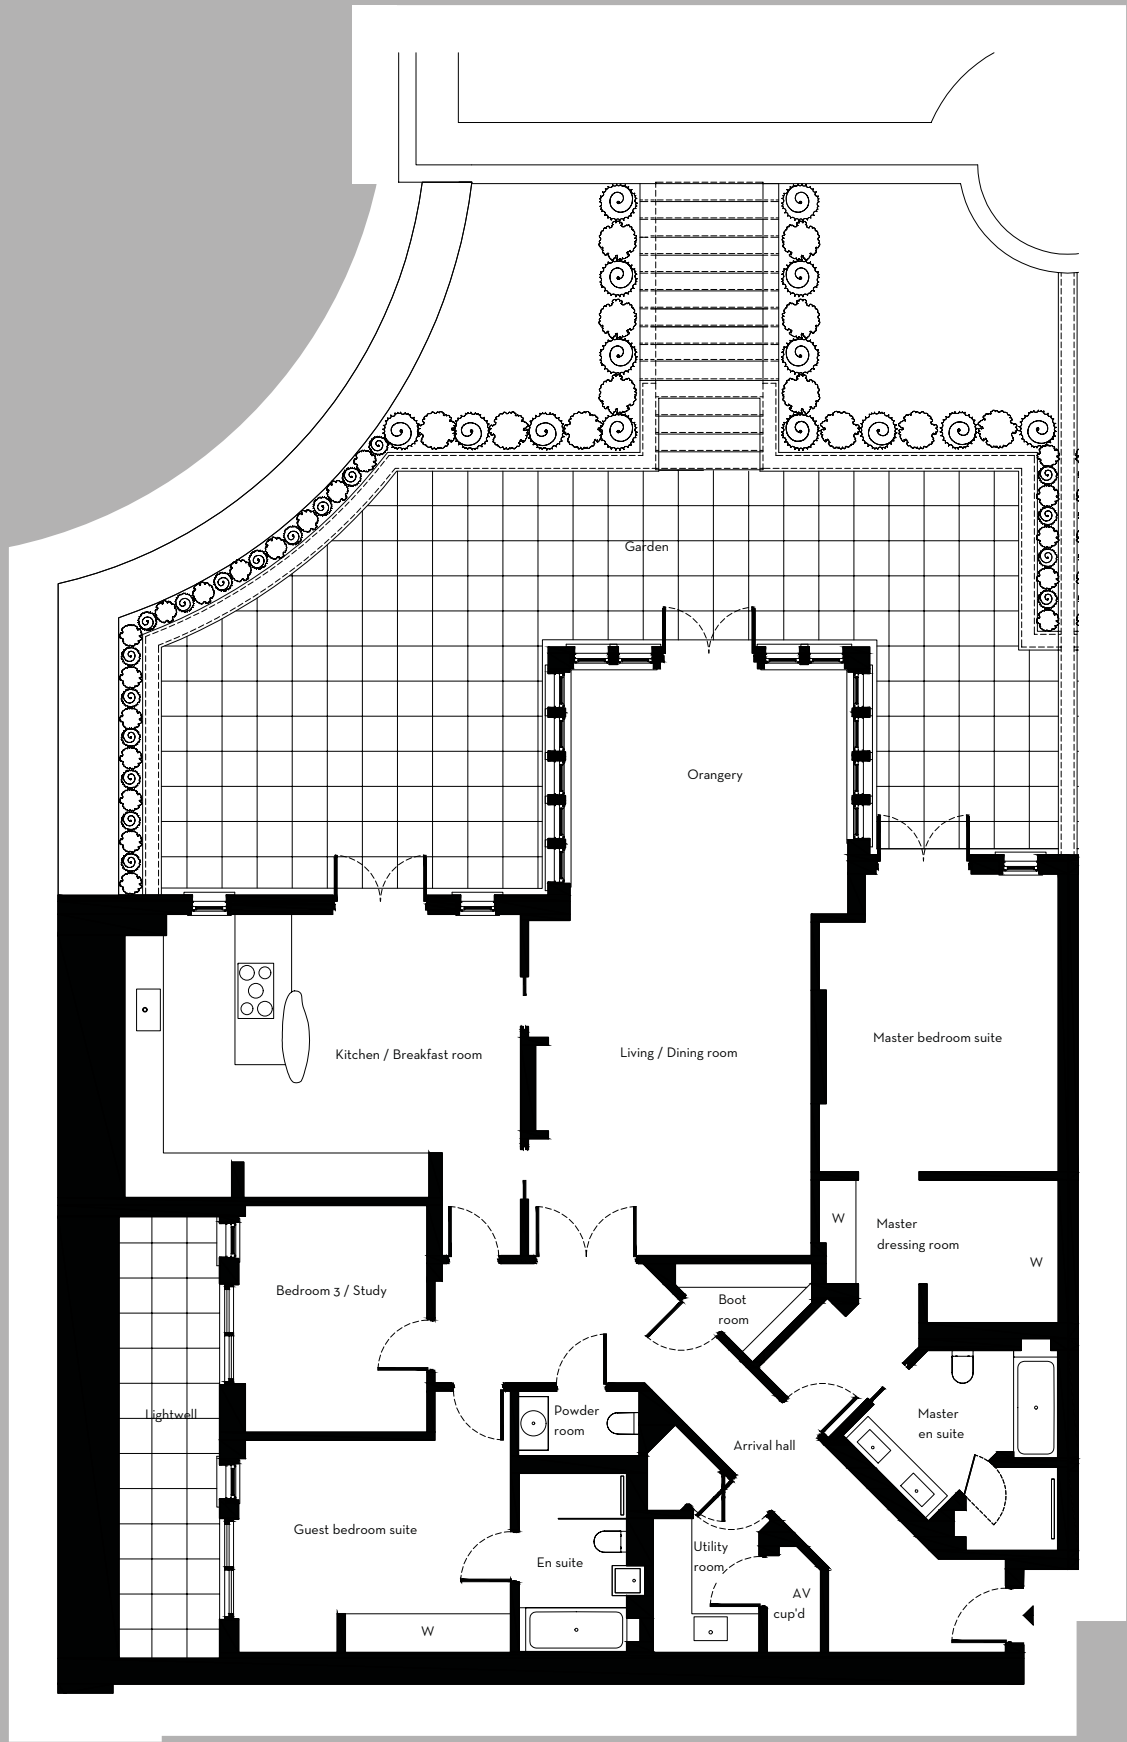 Garden
Orangery
Kitchen / Breakfast room
Living / Dining room
Master bedroom suite
W
Master
dressing room
W
Bedroom 3 / Study
Boot
room
Lightwell
Powder
room
Master
en suite
Arrival hall
Guest bedroom suite
En suite
Utility
room
AV
cup'd
W